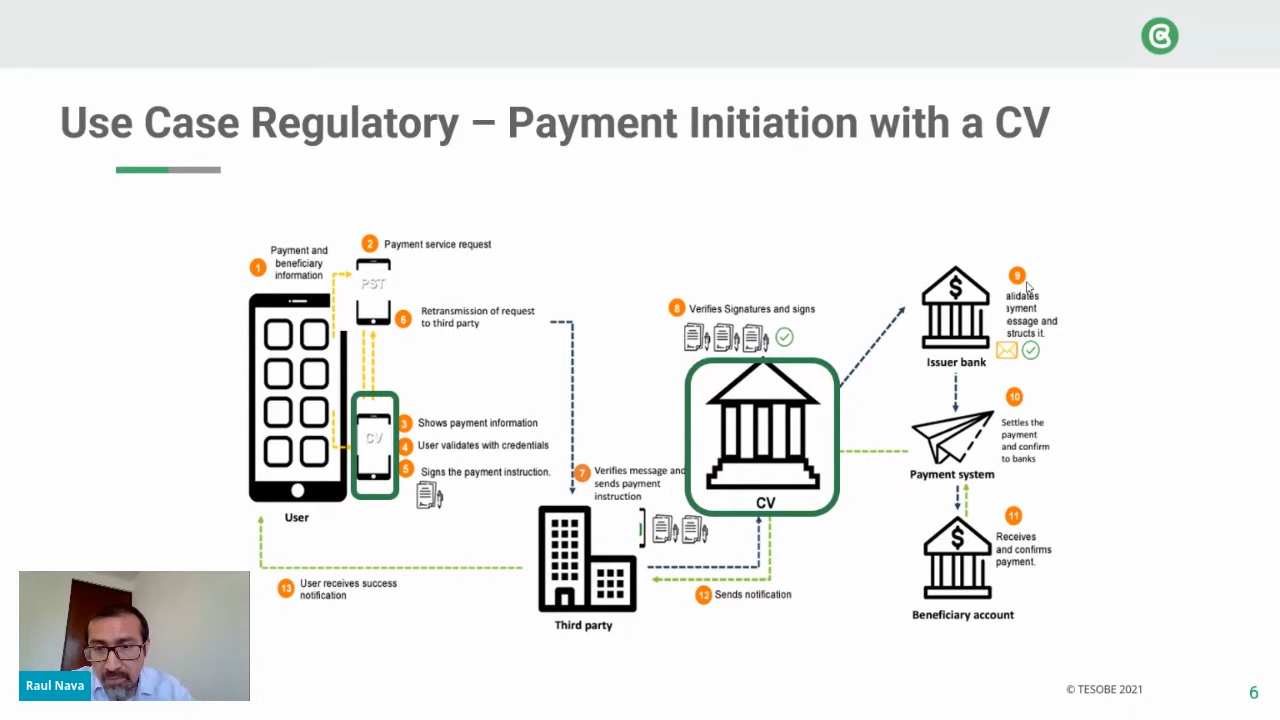 Use Case Regulatory – Payment Initiation with a CV
1
Payment and
beneficiary
information
2
Payment service request
PST
6
Retransmission of request
to third party
CV
3
Shows payment information
4
User validates with credentials
5
Signs the payment instruction.
User
7
Verifies message and
sends payment
instruction
Third party
8
Verifies Signatures and signs
CV
9
alidates
ayment
essage and
structs it.
$
Issuer bank
10
Settles the
payment
and confirm
to banks
Payment system
11
Receives
and confirms
payment.
$
Beneficiary account
12
Sends notification
13
User receives success
notification
Raul Nava
© TESOBE 2021
6